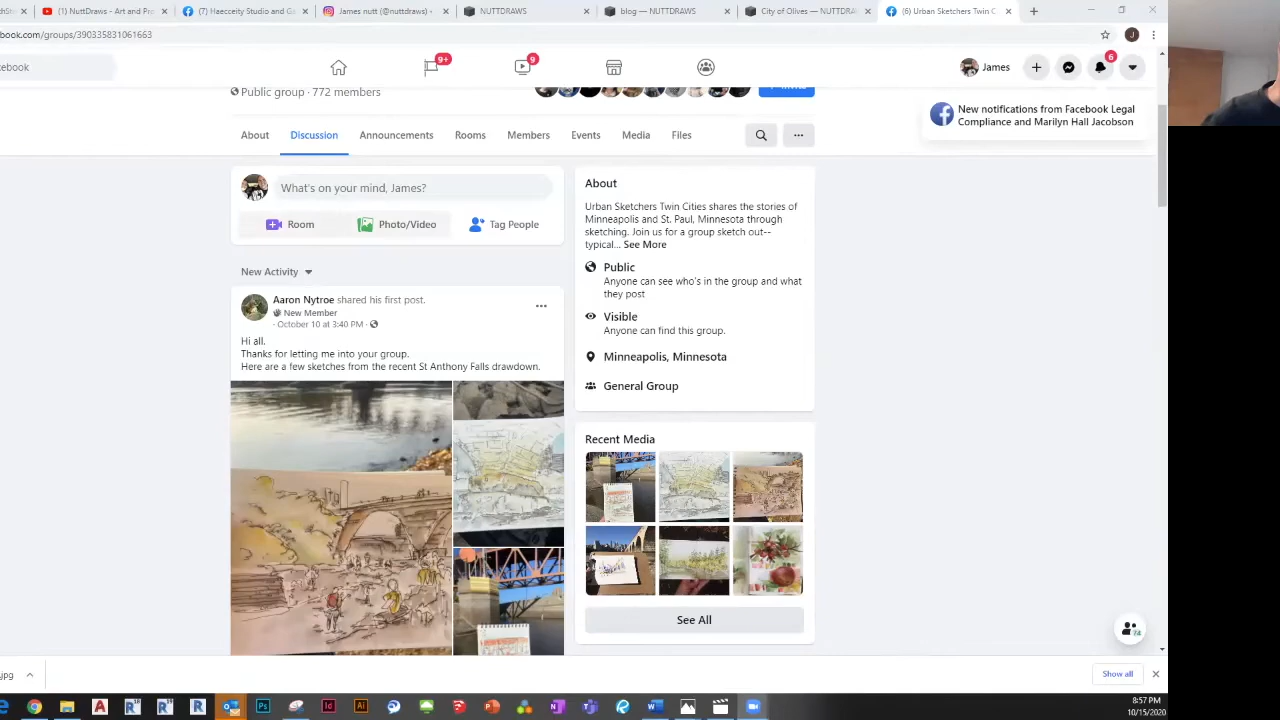 (1) NuttDraws - Art and Pro
(7) Haecceity Studio and Ga
James nutt (@nuttdraws) •
NUTTDRAWS
blog — NUTTDRAWS
City of Olives — NUTTDRA
(6) Urban Sketchers Twin C
book.com/groups/390335831061663
J
cebook
9+
9
James
6
Public group · 772 members
New notifications from Facebook Legal
Compliance and Marilyn Hall Jacobson
About
Discussion
Announcements
Rooms
Members
Events
Media
Files
What's on your mind, James?
Room
Photo/Video
Tag People
New Activity
Aaron Nytroe shared his first post.
New Member
· October 10 at 3:40 PM ·
Hi all.
Thanks for letting me into your group.
Here are a few sketches from the recent St Anthony Falls drawdown.
About
Urban Sketchers Twin Cities shares the stories of
Minneapolis and St. Paul, Minnesota through
sketching. Join us for a group sketch out--
typical... See More
Public
Anyone can see who's in the group and what
they post
Visible
Anyone can find this group.
Minneapolis, Minnesota
General Group
Recent Media
See All
74
.jpg
Show all
8:57 PM
10/15/2020